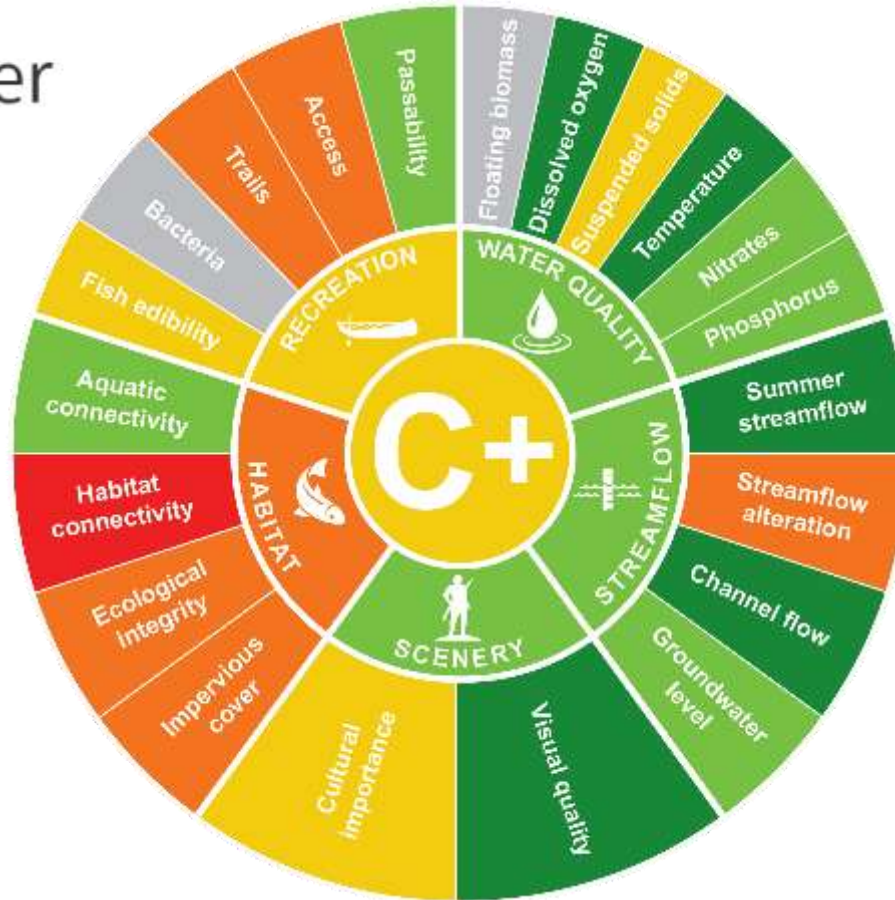 er
Floating biomass
Dissolved oxygen
Suspended solids
Temperature
Nitrates
Phosphorus
Summer
streamflow
Streamflow
alteration
Channel flow
Groundwater
level
Visual quality
Cultural
importance
Impervious
cover
Ecological
Integrity
Habitat
connectivity
Aquatic
connectivity
Fish edibility
Bacteria
Trails
Access
Passability
WATER QUALITY
STREAMFLOW
SCENERY
HABITAT
RECREATION
C+